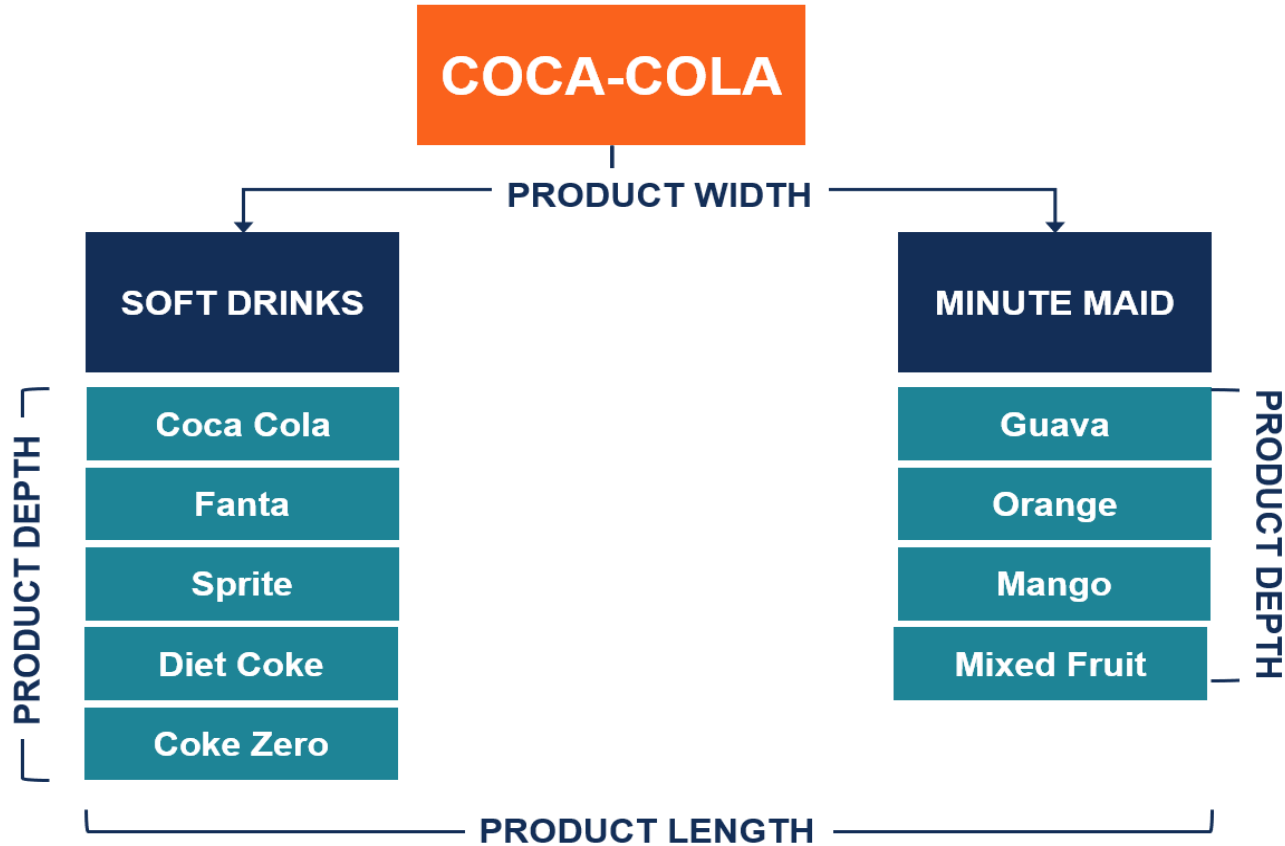 COCA-COLA
PRODUCT WIDTH
SOFT DRINKS
MINUTE MAID
PRODUCT DEPTH
Coca Cola
Fanta
Sprite
Diet Coke
Coke Zero
Guava
Orange
Mango
Mixed Fruit
PRODUCT DEPTH
PRODUCT LENGTH